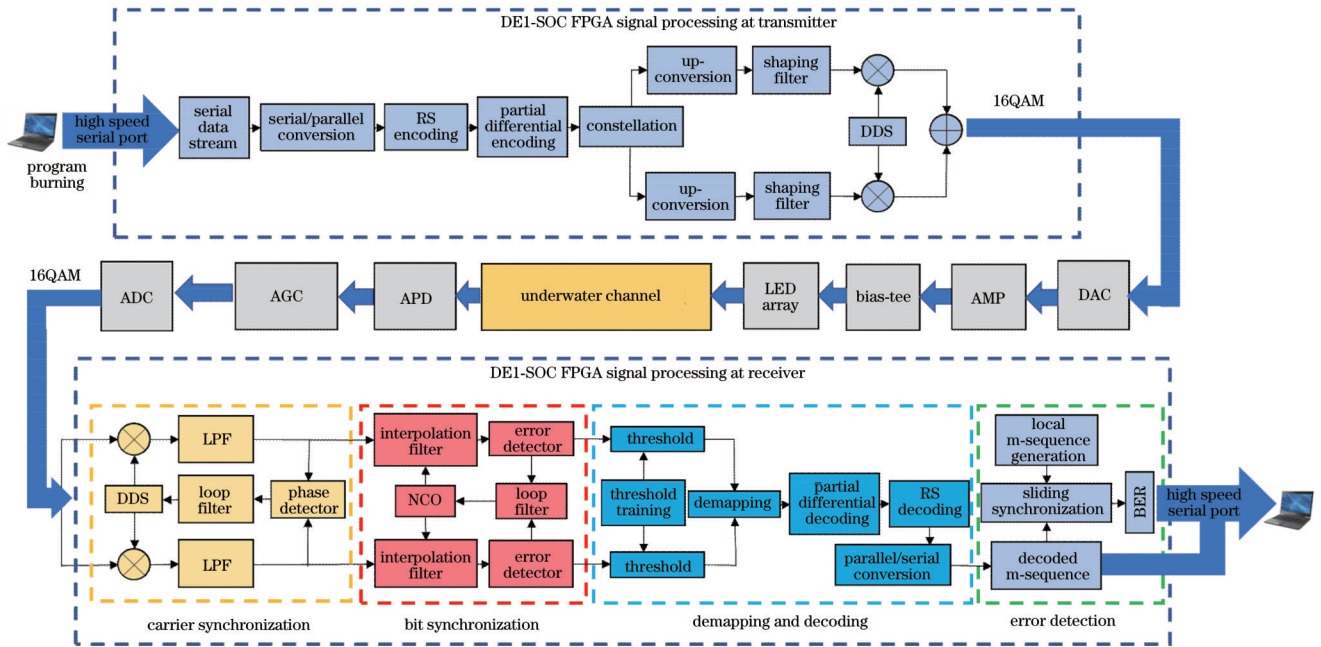 DE1-SOC FPGA signal processing at transmitter
high speed
serial port
program
burning
serial
data
stream
serial/parallel
conversion
RS
encoding
partial
differential
encoding
constellation
up-
conversion
shaping
filter
DDS
up-
conversion
shaping
filter
16QAM
16QAM
ADC
AGC
APD
underwater channel
LED
array
bias-tee
AMP
DAC
DE1-SOC FPGA signal processing at receiver
LPF
DDS
loop
filter
phase
detector
LPF
carrier synchronization
interpolation
filter
error
detector
NCO
loop
filter
interpolation
filter
error
detector
bit synchronization
threshold
threshold
training
demapping
threshold
partial
differential
decoding
RS
decoding
parallel/serial
conversion
demapping and decoding
local
m-sequence
generation
sliding
synchronization
BER
decoded
m-sequence
error detection
high speed
serial port